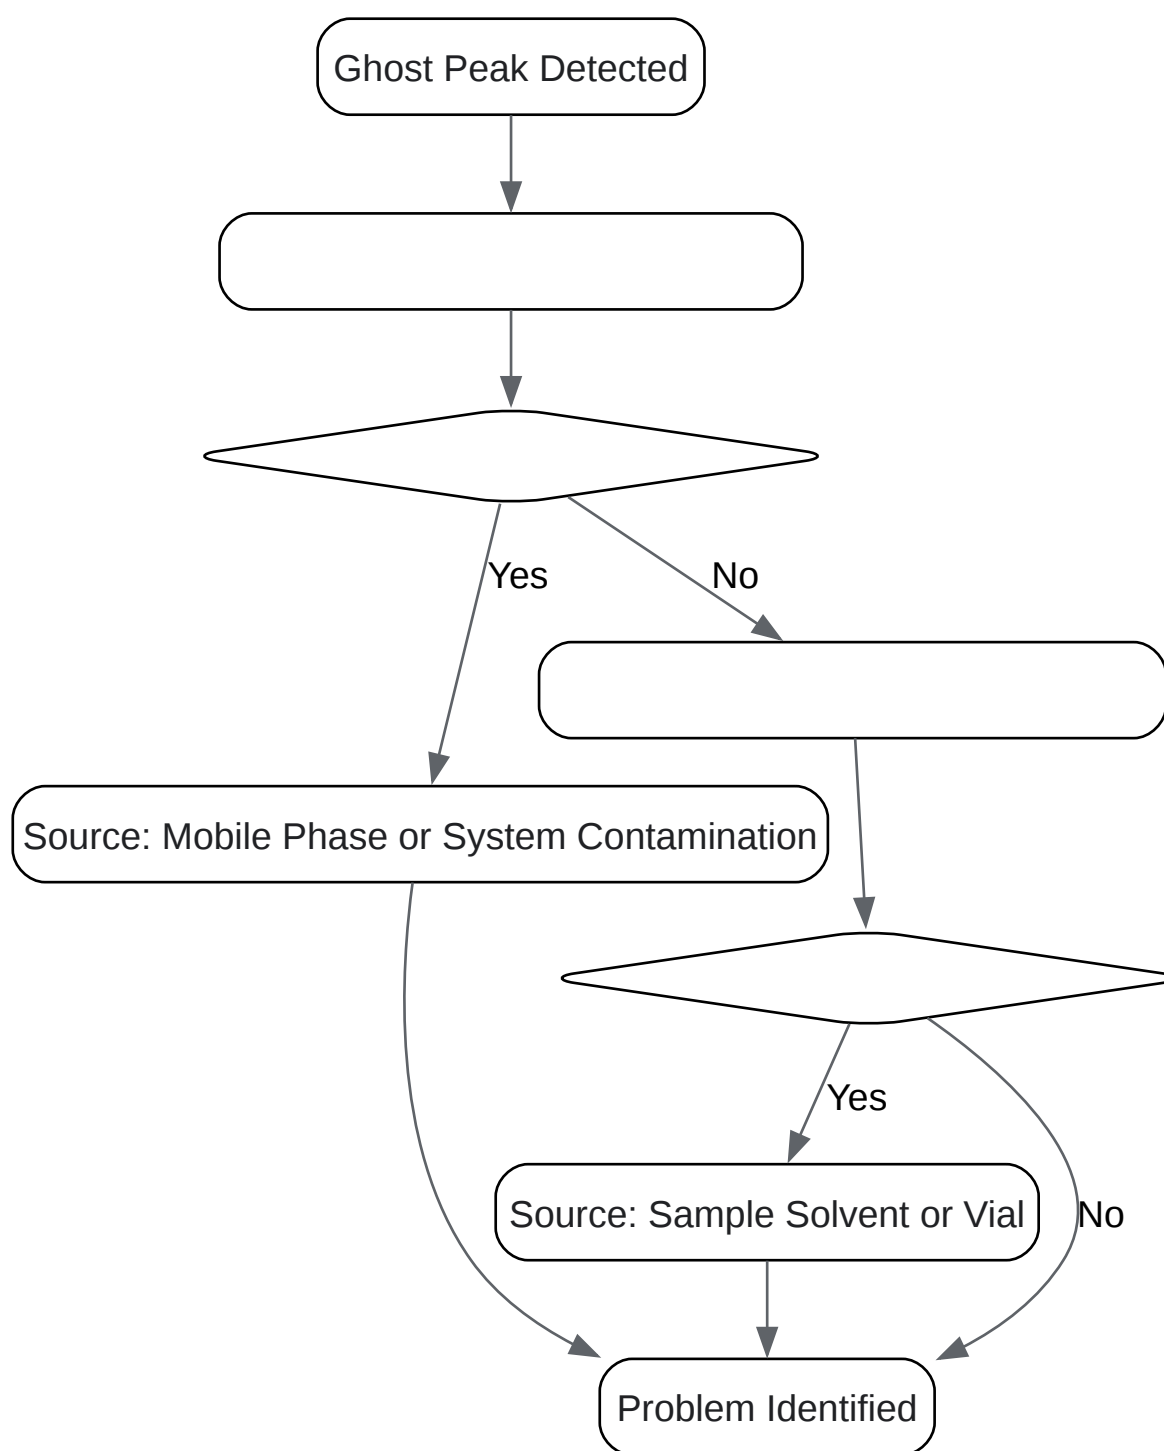 Ghost Peak Detected
Yes
No
Source: Mobile Phase or System Contamination
Yes
Source: Sample Solvent or Vial
No
Problem Identified